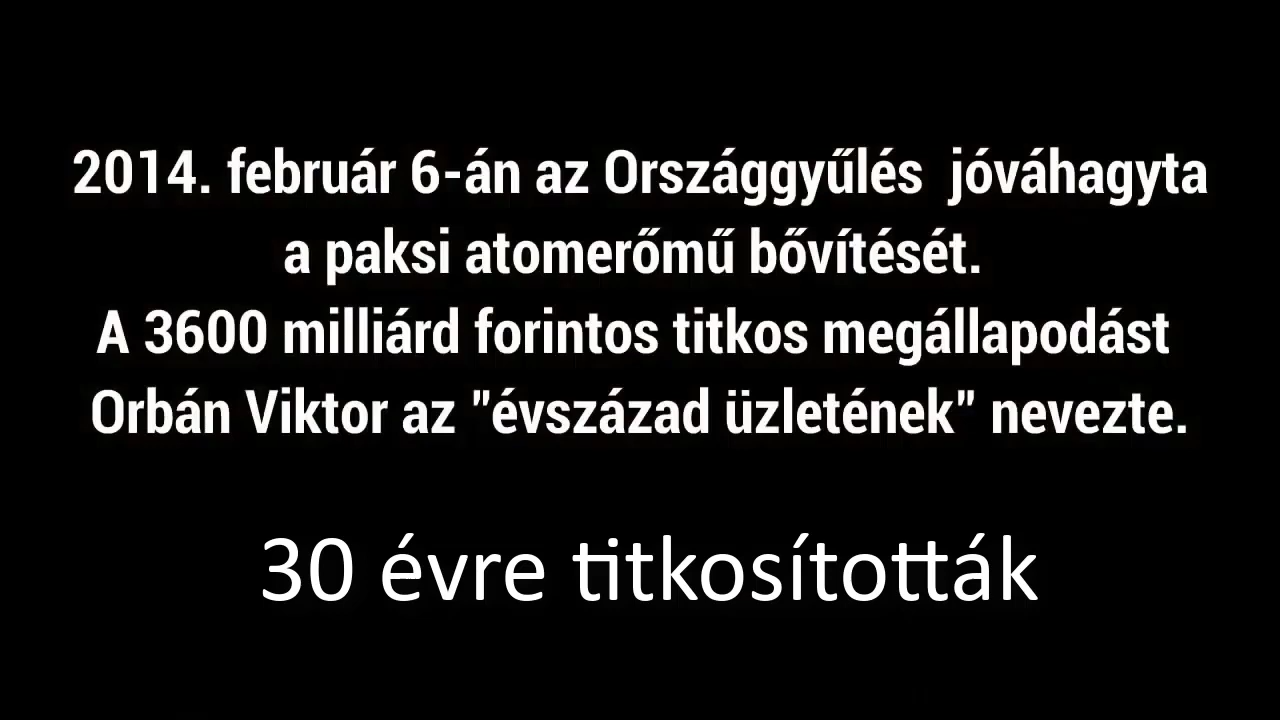 2014. február 6-án az Országgyűlés jóváhagyta
a paksi atomerőmű bővítését.
A 3600 milliárd forintos titkos megállapodást
Orbán Viktor az "évszázad üzletének" nevezte.
30 évre titkosították